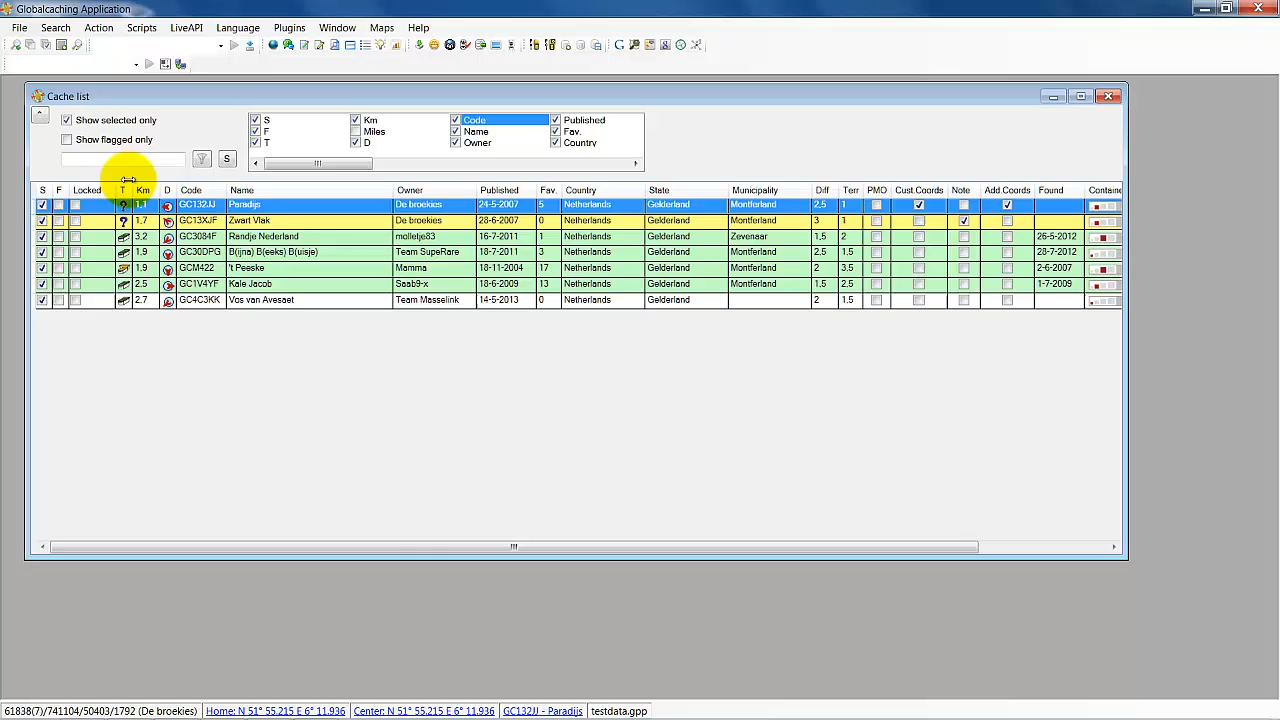 Globalcaching Application
File Search Action Scripts LiveAPI Language Plugins Window Maps Help
Cache list
Show selected only
Show flagged only
S
S Km Code Published
F Miles Name Fav.
T D Owner Country
S F Locked T Km D Code Name Owner Published Fav. Country State Municipality Diff Terr PMO Cust.Coords Note Add.Coords Found Containe
1,1 GC132JJ Paradijs De broekies 24-5-2007 5 Netherlands Gelderland Montferland 2,5 1
1,7 GC13XJF Zwart Vlak De broekies 28-6-2007 0 Netherlands Gelderland Montferland 3 1
3,2 GC3084F Randje Nederland molletje83 16-7-2011 1 Netherlands Gelderland Zevenaar 1,5 2 26-5-2012
1,9 GC30DPG B(ijna) B(eeks) B(uisje) Team SupeRare 18-7-2011 3 Netherlands Gelderland Montferland 2,5 1,5 28-7-2012
1,9 GCM422 't Peeske Mamma 18-11-2004 17 Netherlands Gelderland Montferland 2 3,5 2-6-2007
2,5 GC1V4YF Kale Jacob Saab9-x 18-6-2009 13 Netherlands Gelderland Montferland 1,5 2,5 1-7-2009
2,7 GC4C3KK Vos van Avesaet Team Masselink 14-5-2013 0 Netherlands Gelderland 2 1,5
61838(7)/741104/50403/1792 (De broekies) Home: N 51° 55.215 E 6° 11.936 Center: N 51° 55.215 E 6° 11.936 GC132JJ - Paradijs testdata.gpp